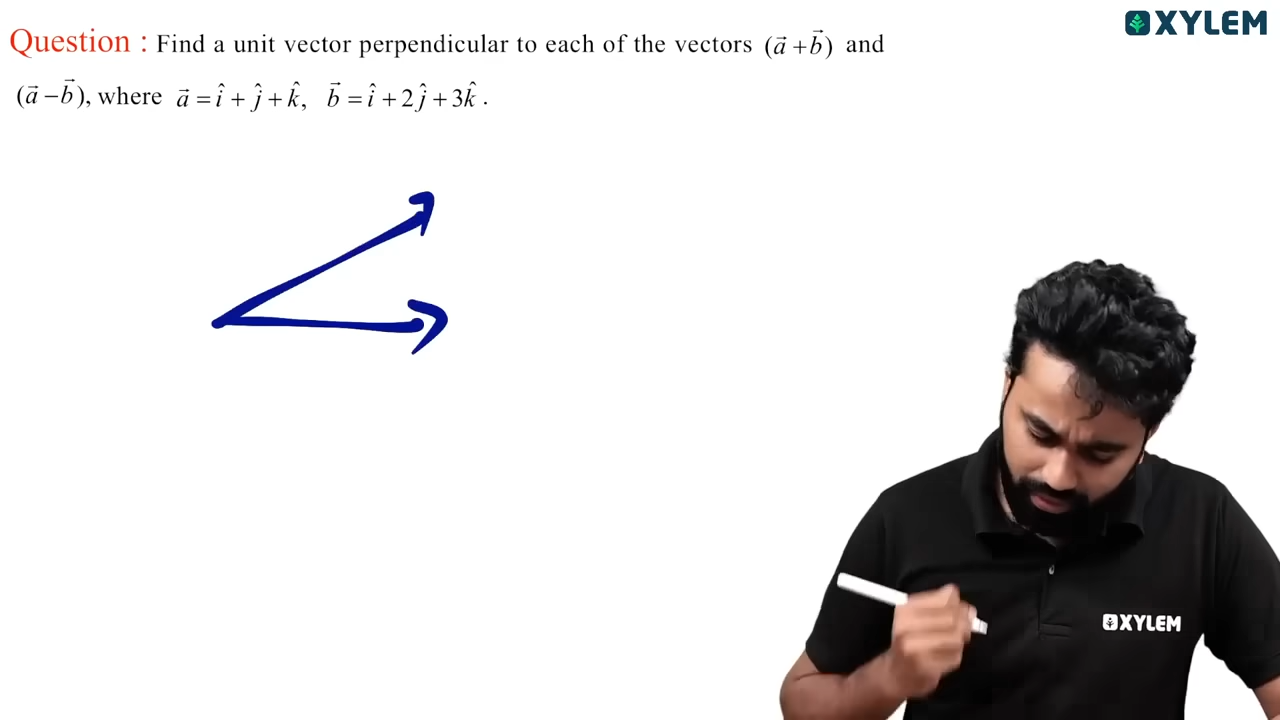 XYLEM
Question : Find a unit vector perpendicular to each of the vectors (a⃗ + b⃗) and
(a⃗ − b⃗), where a⃗ = î + ĵ + k̂, b⃗ = î + 2ĵ + 3k̂ .
XYLEM